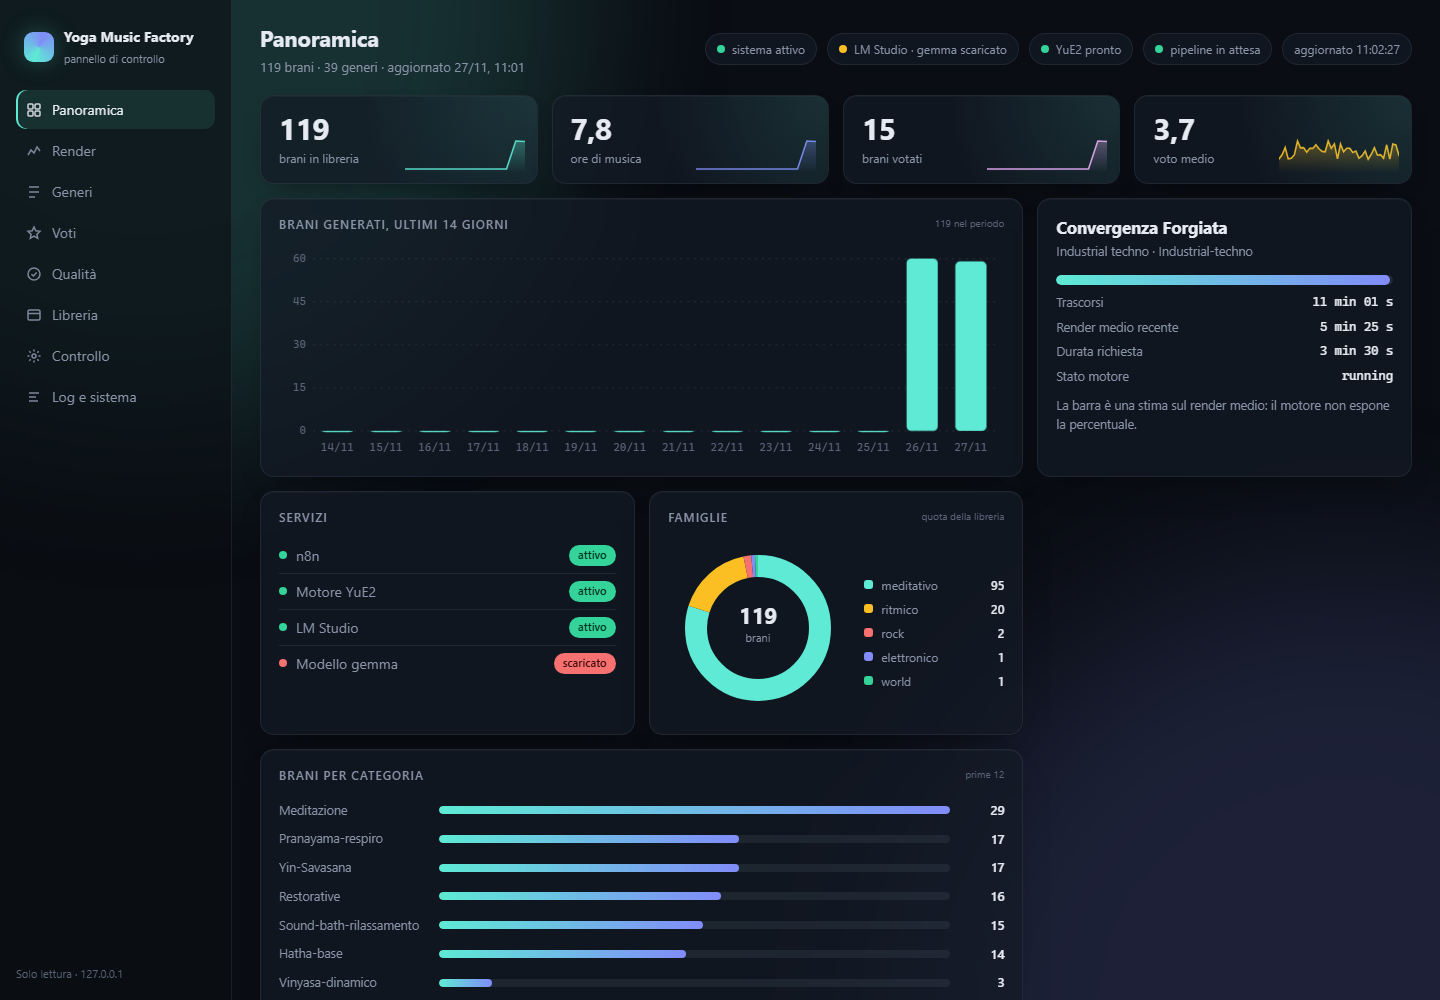 Yoga Music Factory
pannello di controllo
Panoramica
Render
Generi
Voti
Qualità
Libreria
Controllo
Log e sistema
Solo lettura · 127.0.0.1
Panoramica
119 brani · 39 generi · aggiornato 27/11, 11:01
sistema attivo
LM Studio · gemma scaricato
YuE2 pronto
pipeline in attesa
aggiornato 11:02:27
119
brani in libreria
7,8
ore di musica
15
brani votati
3,7
voto medio
BRANI GENERATI, ULTIMI 14 GIORNI
119 nel periodo
60
45
30
15
0
14/11 15/11 16/11 17/11 18/11 19/11 20/11 21/11 22/11 23/11 24/11 25/11 26/11 27/11
Convergenza Forgiata
Industrial techno · Industrial-techno
Trascorsi 11 min 01 s
Render medio recente 5 min 25 s
Durata richiesta 3 min 30 s
Stato motore running
La barra è una stima sul render medio: il motore non espone
la percentuale.
SERVIZI
n8n attivo
Motore YuE2 attivo
LM Studio attivo
Modello gemma scaricato
FAMIGLIE
quota della libreria
119
brani
meditativo 95
ritmico 20
rock 2
elettronico 1
world 1
BRANI PER CATEGORIA
prime 12
Meditazione 29
Pranayama-respiro 17
Yin-Savasana 17
Restorative 16
Sound-bath-rilassamento 15
Hatha-base 14
Vinyasa-dinamico 3